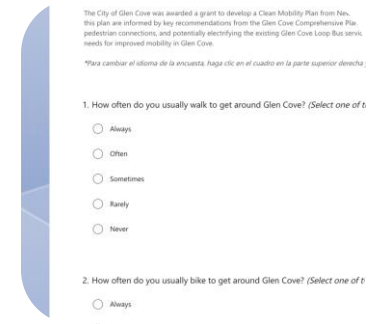 The City of Glen Cove was awarded a grant to develop a Clean Mobility Plan from
this plan are informed by key recommendations from the Glen Cove Comprehensive
pedestrian connections, and potentially electrifying the existing Glen Cove Loop Bus
needs for improved mobility in Glen Cove.
*Para cambiar el idioma de la encuesta, haga clic en el cuadro en la parte superior derecha
1. How often do you usually walk to get around Glen Cove? (Select one of
Always
Often
Sometimes
Rarely
Never
2. How often do you usually bike to get around Glen Cove? (Select one of
Always